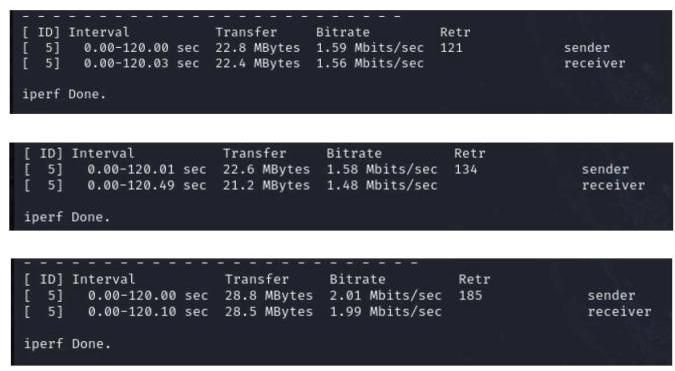 - - - - - - - - - - - - - - - - - - - - - - - - -
[ ID] Interval Transfer Bitrate Retr
[ 5] 0.00-120.00 sec 22.8 MBytes 1.59 Mbits/sec 121 sender
[ 5] 0.00-120.03 sec 22.4 MBytes 1.56 Mbits/sec receiver
iperf Done.
[ ID] Interval Transfer Bitrate Retr
[ 5] 0.00-120.01 sec 22.6 MBytes 1.58 Mbits/sec 134 sender
[ 5] 0.00-120.49 sec 21.2 MBytes 1.48 Mbits/sec receiver
iperf Done.
- - - - - - - - - - - - - - - - - - - - - - - - -
[ ID] Interval Transfer Bitrate Retr
[ 5] 0.00-120.00 sec 28.8 MBytes 2.01 Mbits/sec 185 sender
[ 5] 0.00-120.10 sec 28.5 MBytes 1.99 Mbits/sec receiver
iperf Done.